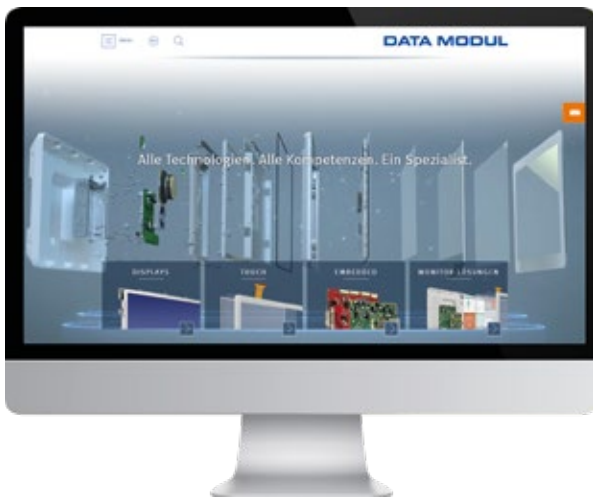 DATA MODUL
Alle Technologien. Alle Kompetenzen. Ein Spezialist.
DISPLAYS
TOUCH
EMBEDDED
MONITOR LÖSUNGEN